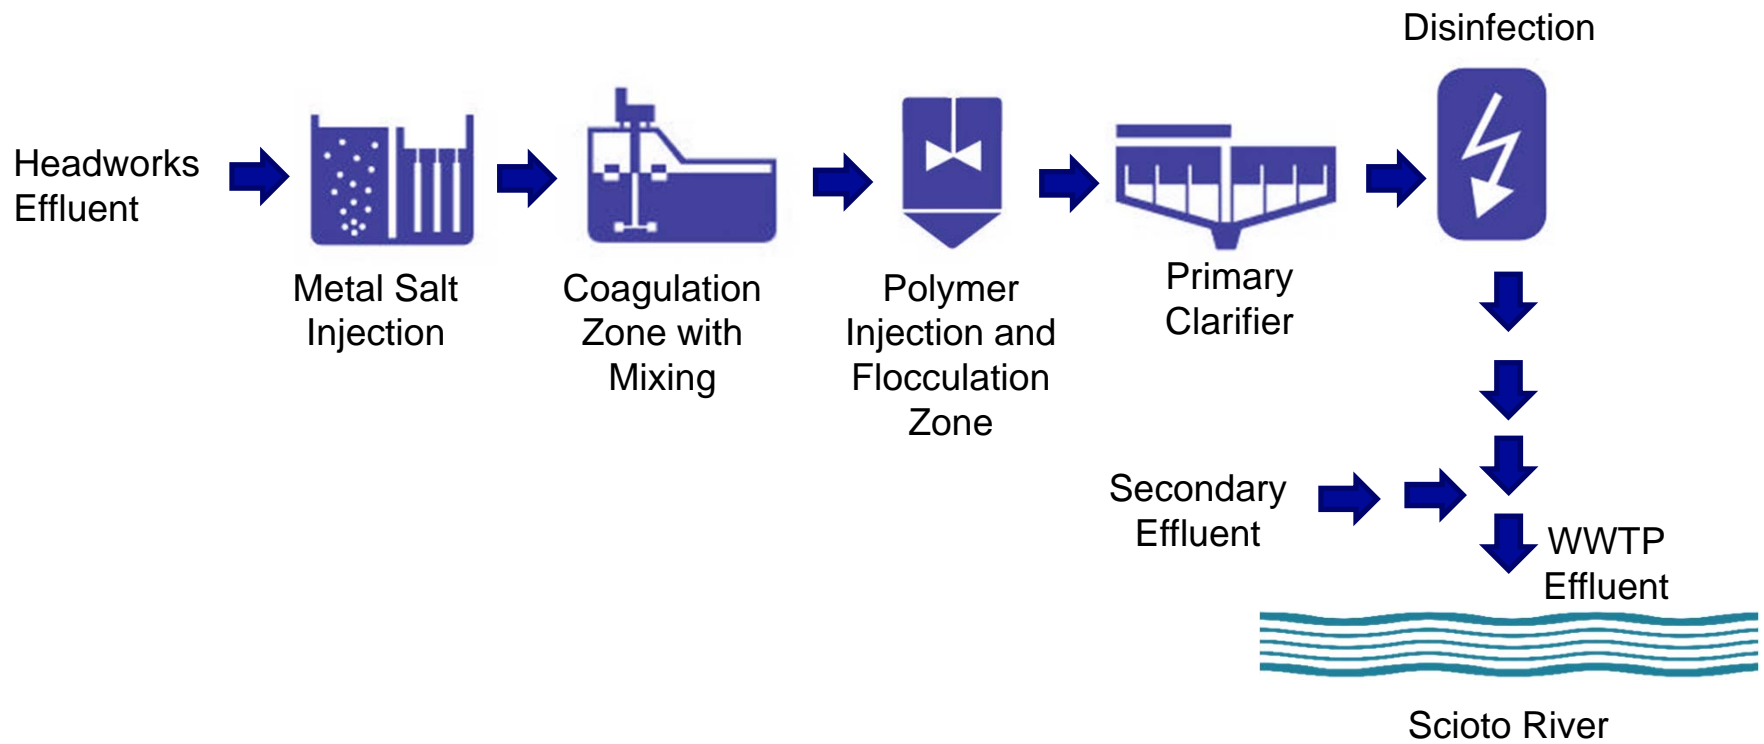 Disinfection
Headworks
Effluent
Metal Salt
Injection
Coagulation
Zone with
Mixing
Polymer
Injection and
Flocculation
Zone
Primary
Clarifier
Secondary
Effluent
WWTP
Effluent
Scioto River